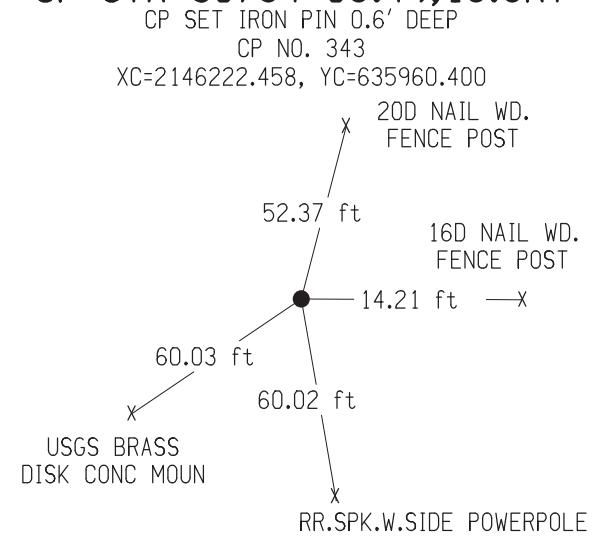 CP SET IRON PIN 0.6' DEEP
CP NO. 343
XC=2146222.458, YC=635960.400
20D NAIL WD.
FENCE POST
52.37 ft
16D NAIL WD.
FENCE POST
14.21 ft
60.03 ft
60.02 ft
USGS BRASS
DISK CONC MOUN
RR.SPK.W.SIDE POWERPOLE